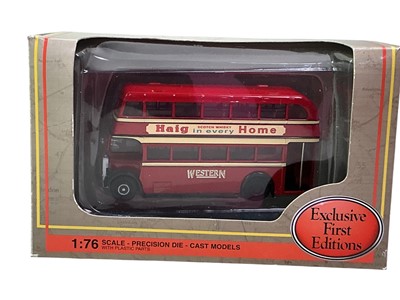 Haig SCOTCH WHISKY in every Home
WESTERN
Exclusive
First
Editions
1:76 SCALE - PRECISION DIE - CAST MODELS
WITH PLASTIC PARTS